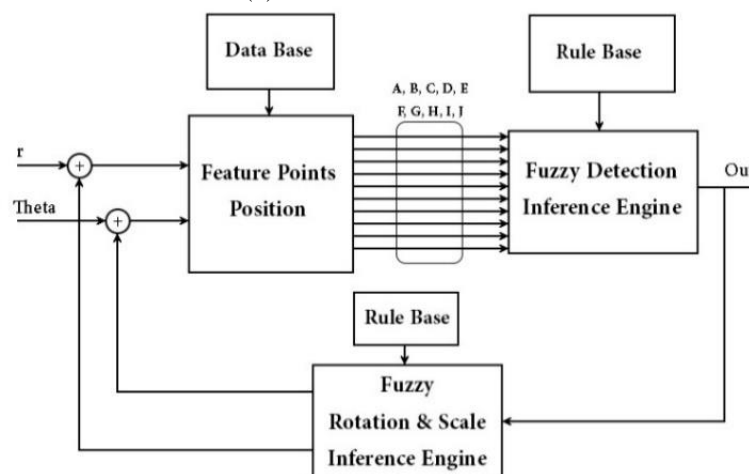 Data Base
Rule Base
A, B, C, D, E
F, G, H, I, J
r
+
Feature Points
Position
Fuzzy Detection
Inference Engine
Ou
Theta
+
Rule Base
Fuzzy
Rotation & Scale
Inference Engine